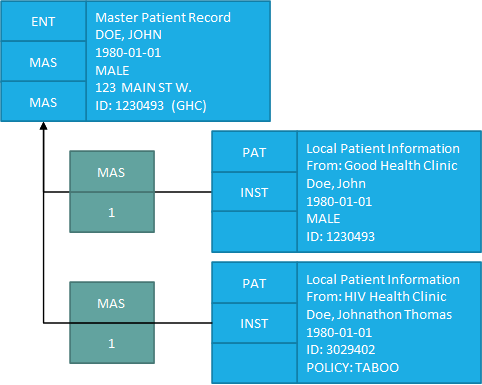 ENT
MAS
MAS
Master Patient Record
DOE, JOHN
1980-01-01
MALE
123 MAIN ST W.
ID: 1230493 (GHC)
MAS
1
PAT
INST
Local Patient Information
From: Good Health Clinic
Doe, John
1980-01-01
MALE
ID: 1230493
MAS
1
PAT
INST
Local Patient Information
From: HIV Health Clinic
Doe, Johnathon Thomas
1980-01-01
ID: 3029402
POLICY: TABOO